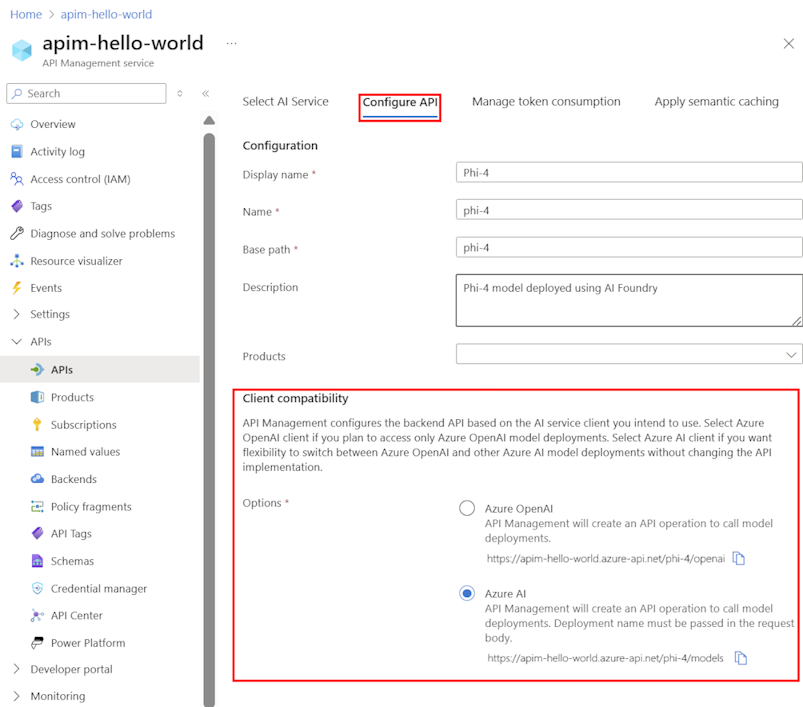 Home > apim-hello-world
apim-hello-world ...
API Management service
Search
Overview
Activity log
Access control (IAM)
Tags
Diagnose and solve problems
Resource visualizer
Events
Settings
APIs
APIs
Products
Subscriptions
Named values
Backends
Policy fragments
API Tags
Schemas
Credential manager
API Center
Power Platform
Developer portal
Monitoring
Select AI Service
Configure API
Manage token consumption
Apply semantic caching
Configuration
Display name *
Phi-4
Name *
phi-4
Base path *
phi-4
Description
Phi-4 model deployed using AI Foundry
Products
Client compatibility
API Management configures the backend API based on the AI service client you intend to use. Select Azure
OpenAI client if you plan to access only Azure OpenAI model deployments. Select Azure AI client if you want
flexibility to switch between Azure OpenAI and other Azure AI model deployments without changing the API
implementation.
Options *
Azure OpenAI
API Management will create an API operation to call model
deployments.
https://apim-hello-world.azure-api.net/phi-4/openai
Azure AI
API Management will create an API operation to call model
deployments. Deployment name must be passed in the request
body.
https://apim-hello-world.azure-api.net/phi-4/models